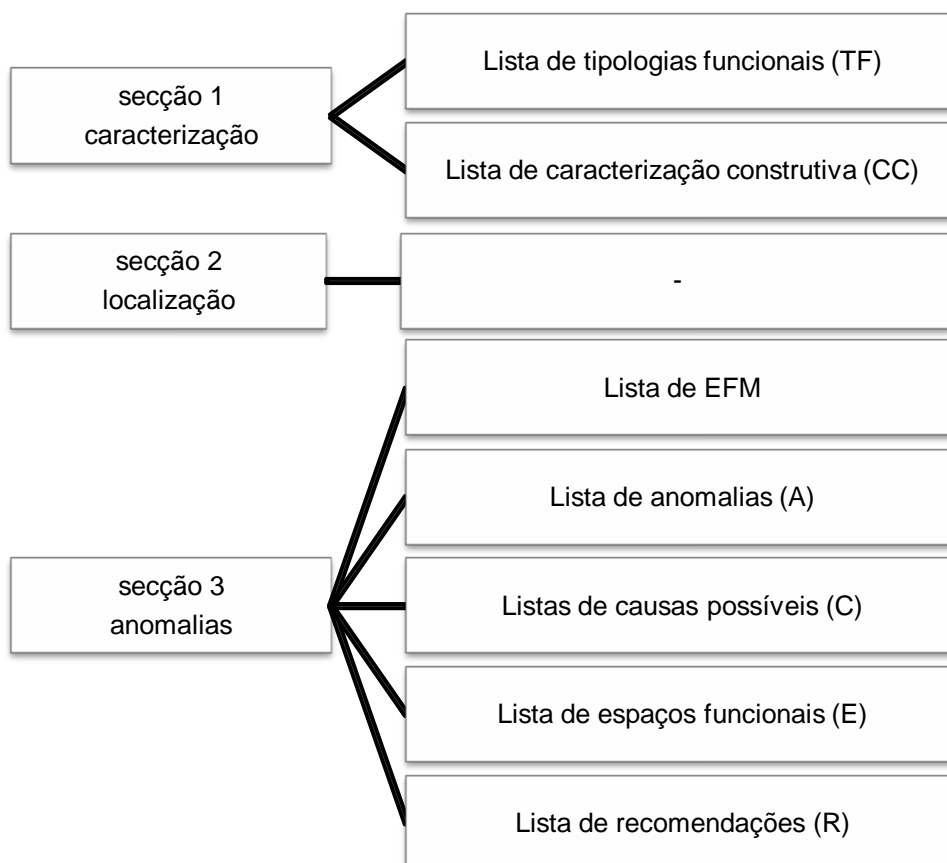 secção 1
caracterização
Lista de tipologias funcionais (TF)
Lista de caracterização construtiva (CC)
secção 2
localização
-
secção 3
anomalias
Lista de EFM
Lista de anomalias (A)
Listas de causas possíveis (C)
Lista de espaços funcionais (E)
Lista de recomendações (R)